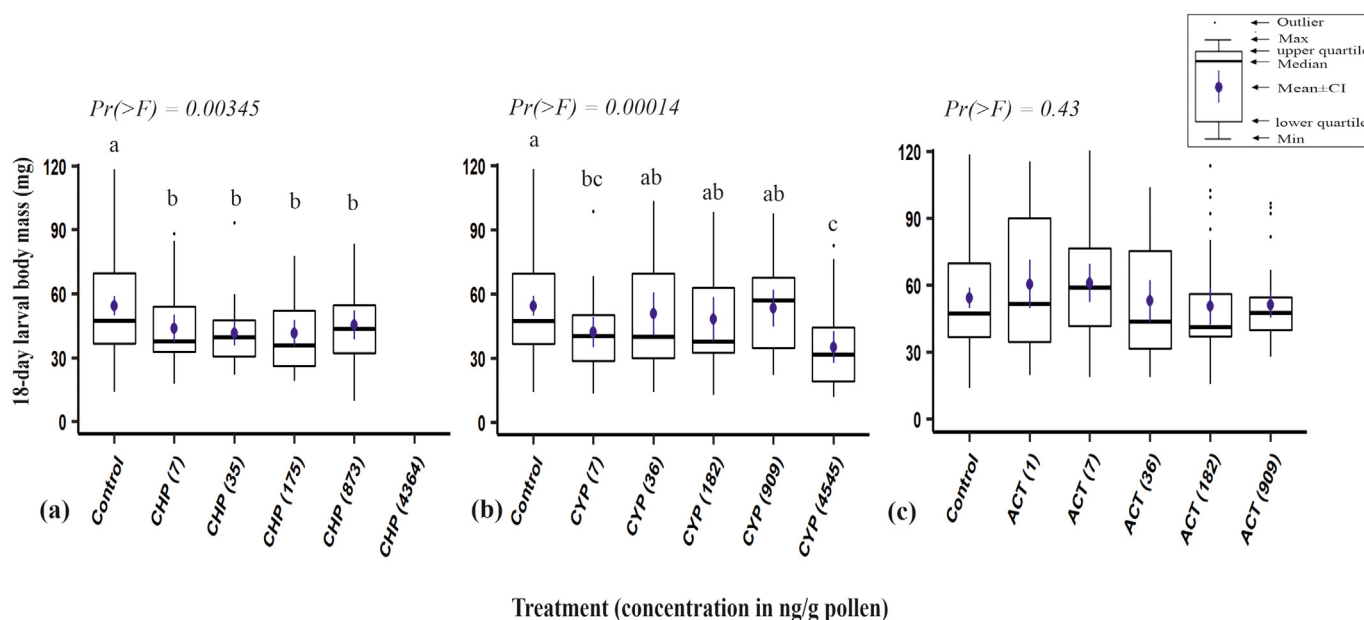 Outlier
Max
upper quartile
Median
Mean±CI
lower quartile
Min
Pr(>F) = 0.00345
Pr(>F) = 0.00014
Pr(>F) = 0.43
18-day larval body mass (mg)
120
90
60
30
0
a
b
b
b
b
Control
CHP (7)
CHP (35)
CHP (175)
CHP (873)
CHP (4364)
(a)
120
90
60
30
0
a
bc
ab
ab
ab
c
Control
CYP (7)
CYP (36)
CYP (182)
CYP (909)
CYP (4545)
(b)
120
90
60
30
0
Control
ACT (1)
ACT (7)
ACT (36)
ACT (182)
ACT (909)
(c)
Treatment (concentration in ng/g pollen)